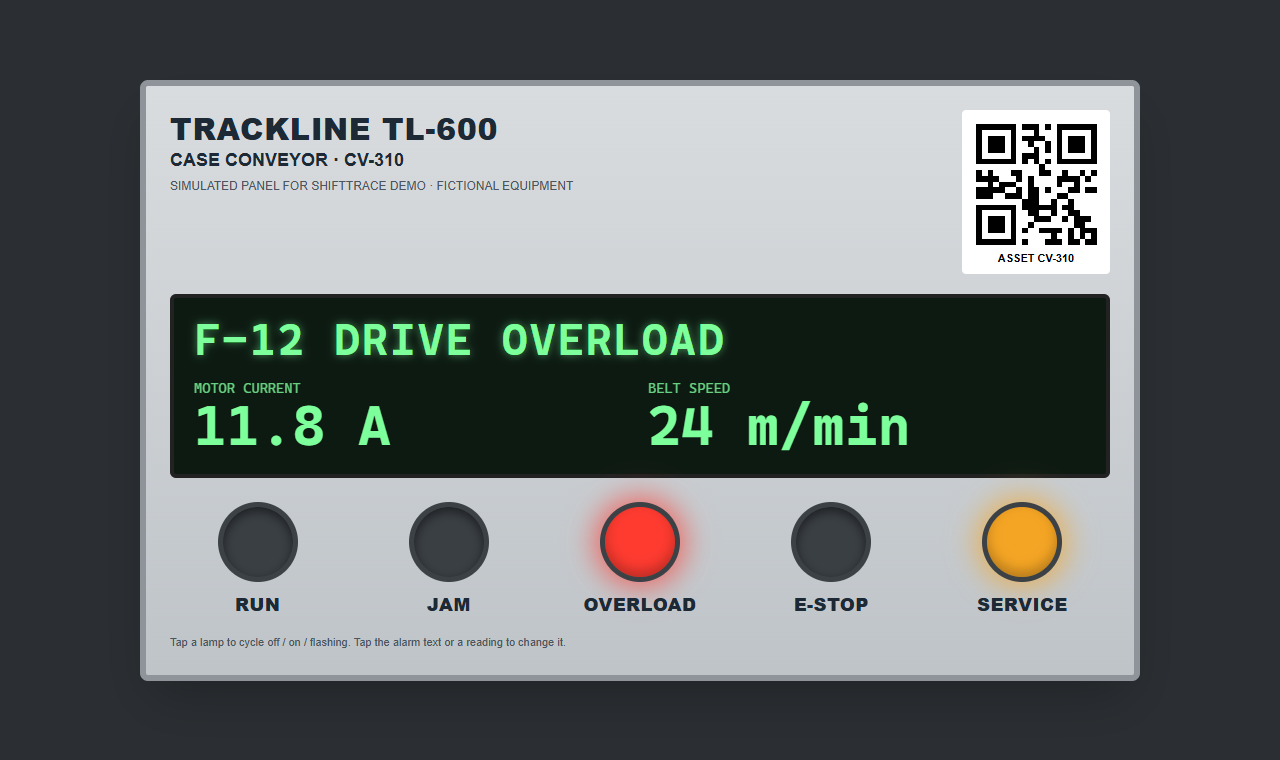 TRACKLINE TL-600
CASE CONVEYOR · CV-310
SIMULATED PANEL FOR SHIFTTRACE DEMO · FICTIONAL EQUIPMENT
ASSET CV-310
F-12 DRIVE OVERLOAD
MOTOR CURRENT
11.8 A
BELT SPEED
24 m/min
RUN
JAM
OVERLOAD
E-STOP
SERVICE
Tap a lamp to cycle off / on / flashing. Tap the alarm text or a reading to change it.